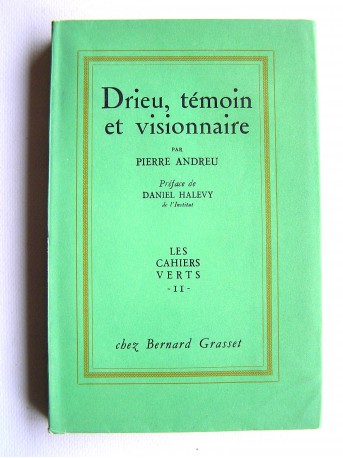 Drieu, témoin
et visionnaire
PAR
PIERRE ANDREU
Préface de
DANIEL HALEVY
de l'Institut
LES
CAHIERS
VERTS
-11-
chez Bernard Grasset